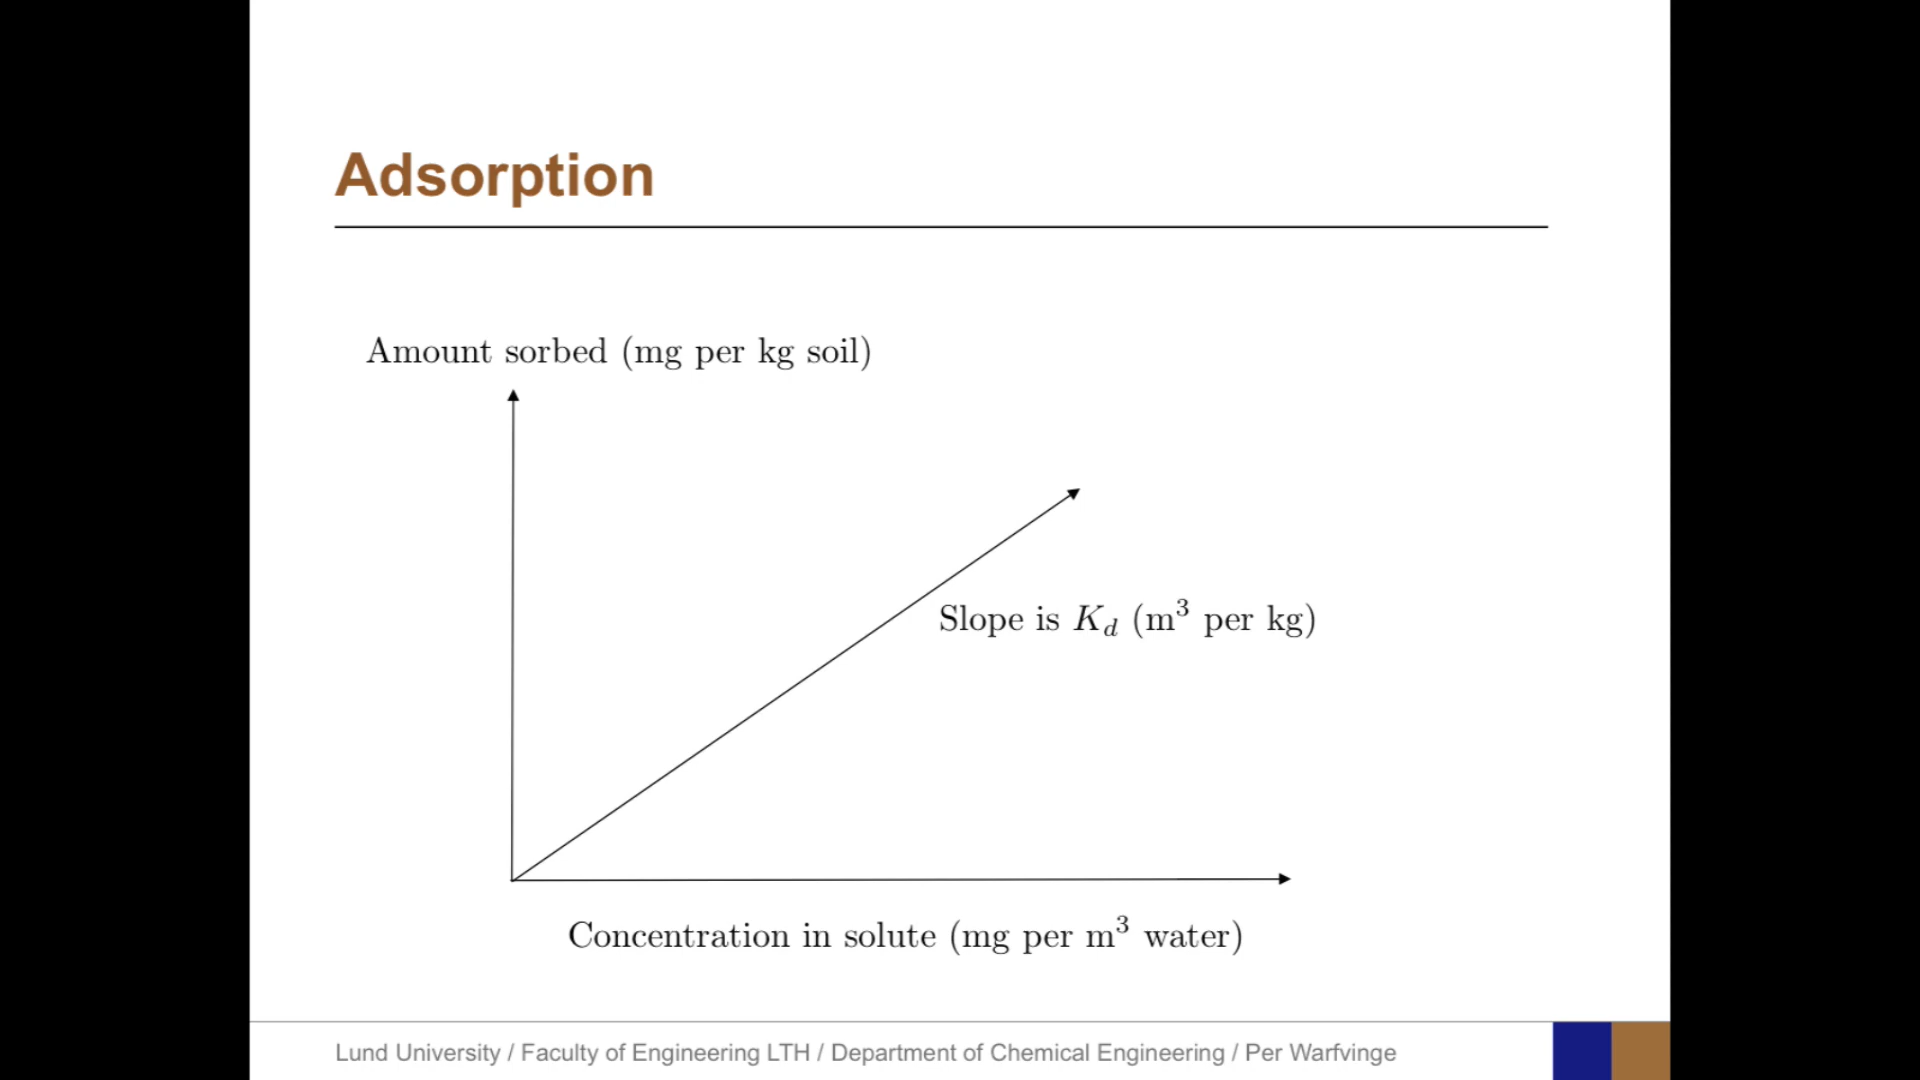 Adsorption
Amount sorbed (mg per kg soil)
Slope is K_d (m³ per kg)
Concentration in solute (mg per m³ water)
Lund University / Faculty of Engineering LTH / Department of Chemical Engineering / Per Warfvinge